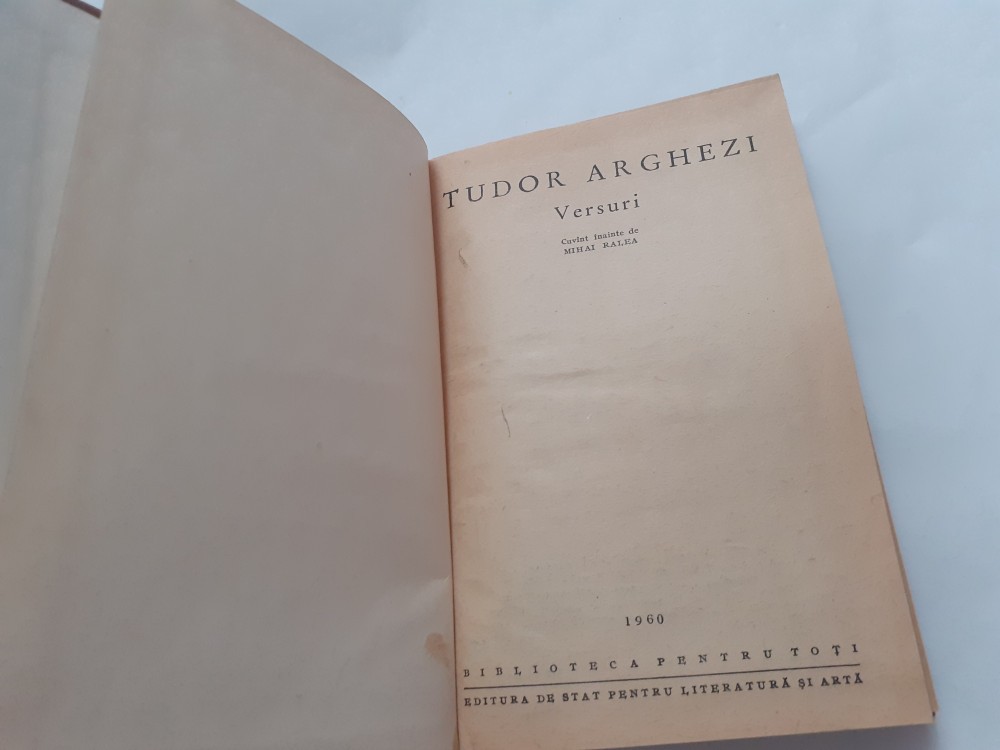 TUDOR ARGHEZI
Versuri
Cuvînt înainte de
MIHAI RALEA
1960
BIBLIOTECA PENTRU TOȚI
EDITURA DE STAT PENTRU LITERATURĂ ȘI ARTĂ